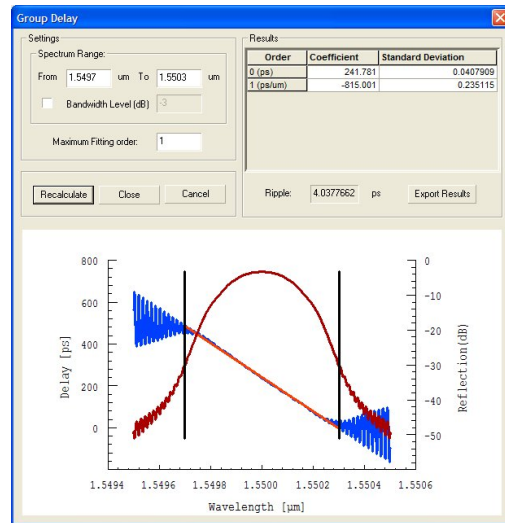 Group Delay
Settings
Spectrum Range:
From 1.5497 um To 1.5503 um
Bandwidth Level (dB) -3
Maximum Fitting order: 1
Recalculate Close Cancel
Results
Order Coefficient Standard Deviation
0 (ps) 241.781 0.0407909
1 (ps/um) -815.001 0.235115
Ripple: 4.0377662 ps Export Results
800
600
400
200
0
Delay [ps]
0
-10
-20
-30
-40
-50
Reflection(dB)
1.5494 1.5496 1.5498 1.5500 1.5502 1.5504 1.5506
Wavelength [µm]